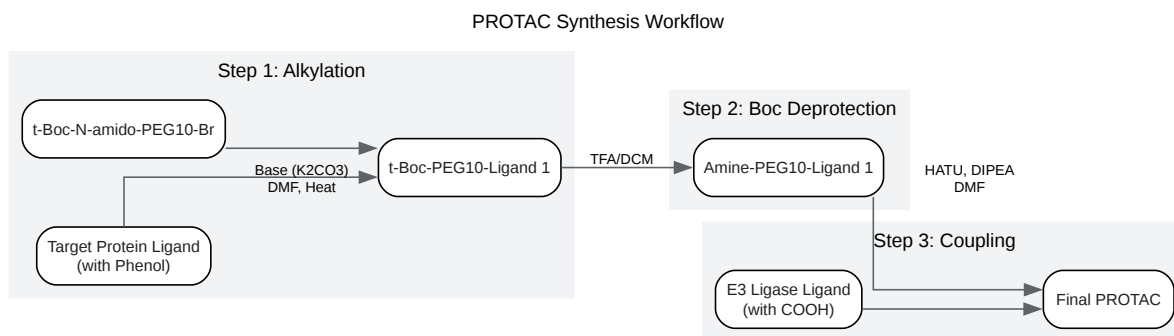 PROTAC Synthesis Workflow
Step 1: Alkylation
t-Boc-N-amido-PEG10-Br
Base (K2CO3)
DMF, Heat
Target Protein Ligand
(with Phenol)
t-Boc-PEG10-Ligand 1
TFA/DCM
Step 2: Boc Deprotection
Amine-PEG10-Ligand 1
HATU, DIPEA
DMF
Step 3: Coupling
E3 Ligase Ligand
(with COOH)
Final PROTAC